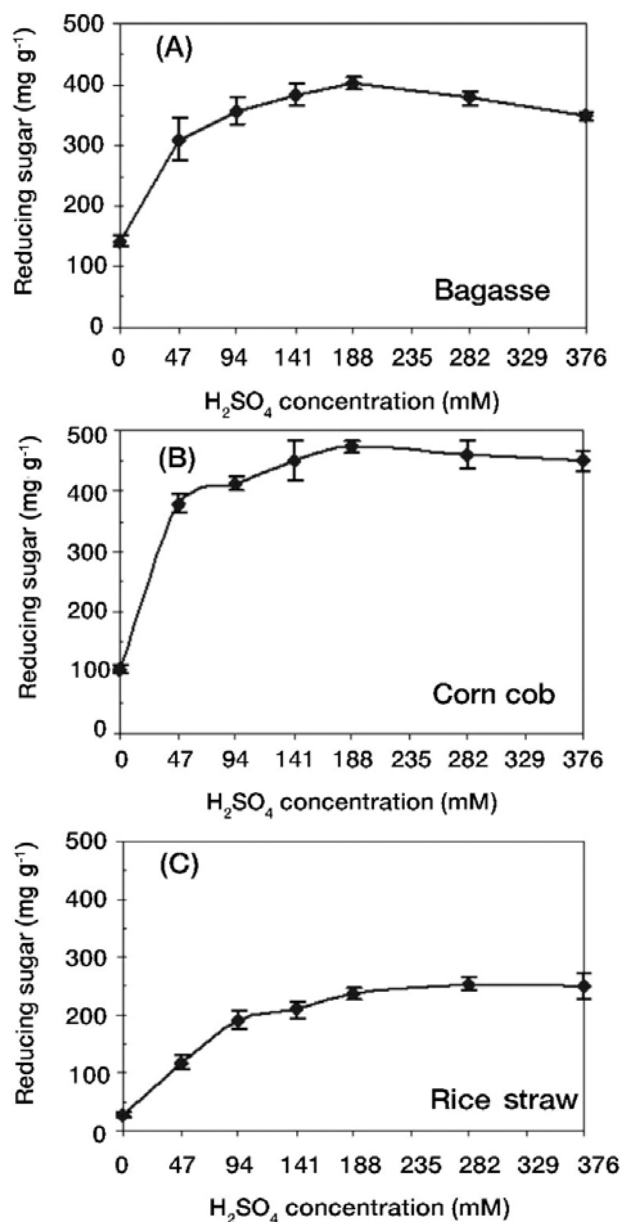 (A)
Reducing sugar (mg g⁻¹)
500
400
300
200
100
0
Bagasse
0 47 94 141 188 235 282 329 376
H₂SO₄ concentration (mM)
(B)
Reducing sugar (mg g⁻¹)
500
400
300
200
100
0
Corn cob
0 47 94 141 188 235 282 329 376
H₂SO₄ concentration (mM)
(C)
Reducing sugar (mg g⁻¹)
500
400
300
200
100
0
Rice straw
0 47 94 141 188 235 282 329 376
H₂SO₄ concentration (mM)